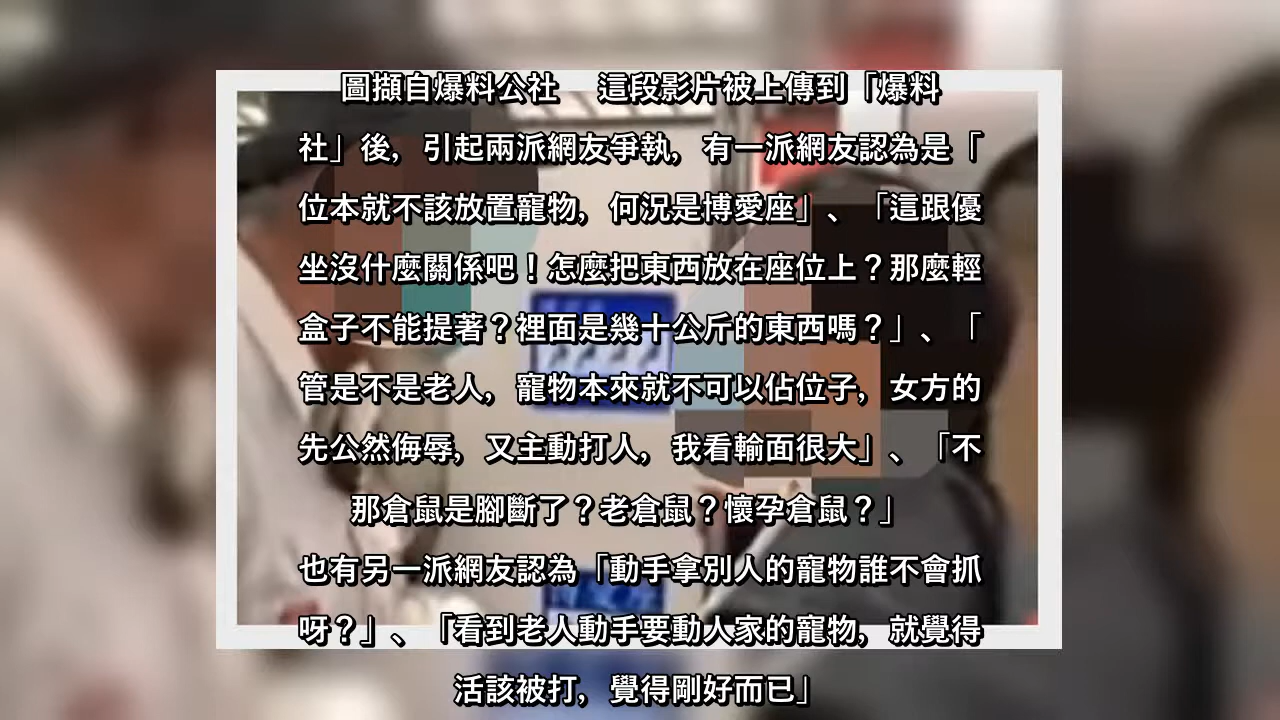 圖擷自爆料公社　這段影片被上傳到「爆料
社」後，引起兩派網友爭執，有一派網友認為是「
位本就不該放置寵物，何況是博愛座」、「這跟優
坐沒什麼關係吧！怎麼把東西放在座位上？那麼輕
盒子不能提著？裡面是幾十公斤的東西嗎？」、「
管是不是老人，寵物本來就不可以佔位子，女方的
先公然侮辱，又主動打人，我看輸面很大」、「不
那倉鼠是腳斷了？老倉鼠？懷孕倉鼠？」
也有另一派網友認為「動手拿別人的寵物誰不會抓
呀？」、「看到老人動手要動人家的寵物，就覺得
活該被打，覺得剛好而已」